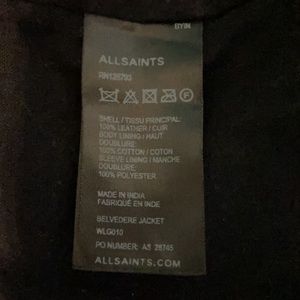 ALLSAINTS
SHELL / TISSU PRINCIPAL:
100% LEATHER / CUIR
BODY LINING / HAUT
DOUBLURE:
100% COTTON / COTON
SLEEVE LINING / MANCHE
DOUBLURE:
100% POLYESTER
MADE IN INDIA
FABRIQUÉ EN INDE
BELVEDERE JACKET
WLG010
PO NUMBER: AS 28745
ALLSAINTS.COM